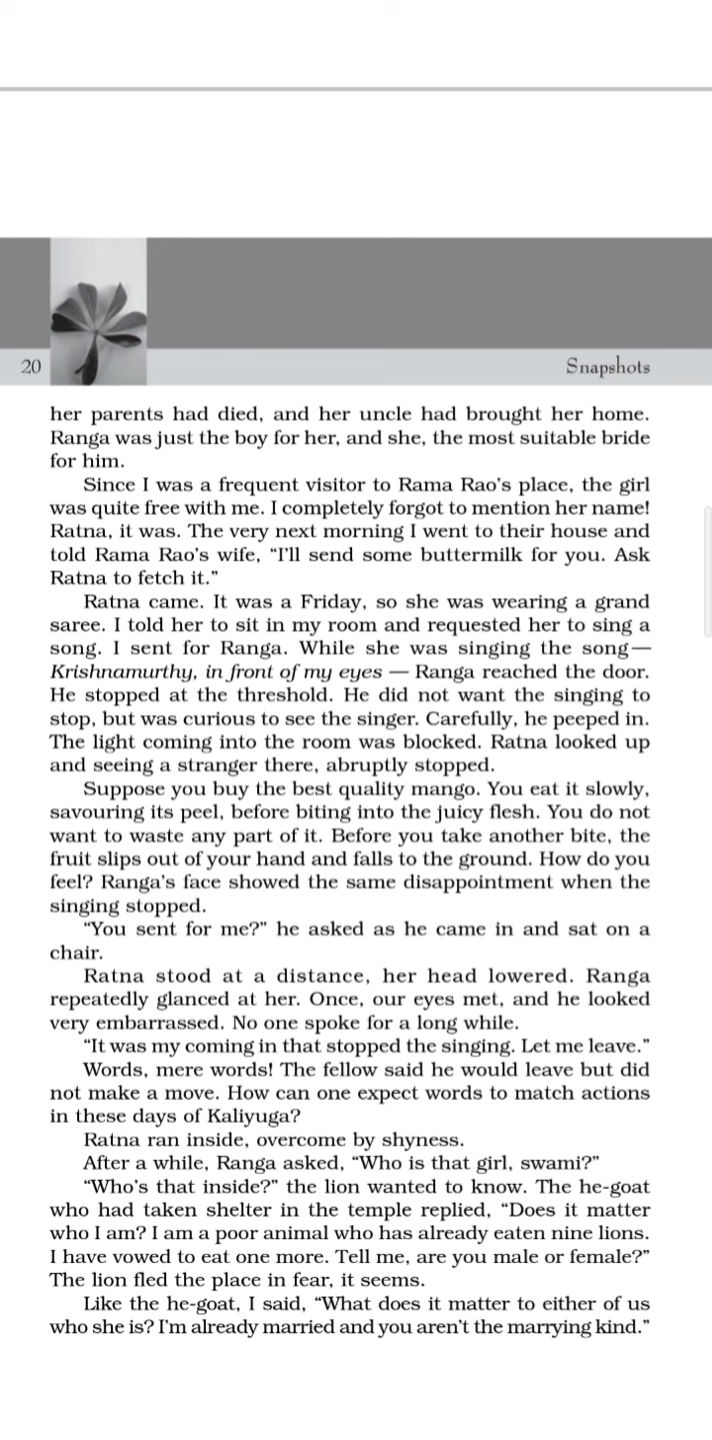 20
Snapshots
her parents had died, and her uncle had brought her home.
Ranga was just the boy for her, and she, the most suitable bride
for him.
Since I was a frequent visitor to Rama Rao’s place, the girl
was quite free with me. I completely forgot to mention her name!
Ratna, it was. The very next morning I went to their house and
told Rama Rao’s wife, “I’ll send some buttermilk for you. Ask
Ratna to fetch it.”
Ratna came. It was a Friday, so she was wearing a grand
saree. I told her to sit in my room and requested her to sing a
song. I sent for Ranga. While she was singing the song—
Krishnamurthy, in front of my eyes — Ranga reached the door.
He stopped at the threshold. He did not want the singing to
stop, but was curious to see the singer. Carefully, he peeped in.
The light coming into the room was blocked. Ratna looked up
and seeing a stranger there, abruptly stopped.
Suppose you buy the best quality mango. You eat it slowly,
savouring its peel, before biting into the juicy flesh. You do not
want to waste any part of it. Before you take another bite, the
fruit slips out of your hand and falls to the ground. How do you
feel? Ranga’s face showed the same disappointment when the
singing stopped.
“You sent for me?” he asked as he came in and sat on a
chair.
Ratna stood at a distance, her head lowered. Ranga
repeatedly glanced at her. Once, our eyes met, and he looked
very embarrassed. No one spoke for a long while.
“It was my coming in that stopped the singing. Let me leave.”
Words, mere words! The fellow said he would leave but did
not make a move. How can one expect words to match actions
in these days of Kaliyuga?
Ratna ran inside, overcome by shyness.
After a while, Ranga asked, “Who is that girl, swami?”
“Who’s that inside?” the lion wanted to know. The he-goat
who had taken shelter in the temple replied, “Does it matter
who I am? I am a poor animal who has already eaten nine lions.
I have vowed to eat one more. Tell me, are you male or female?”
The lion fled the place in fear, it seems.
Like the he-goat, I said, “What does it matter to either of us
who she is? I’m already married and you aren’t the marrying kind.”